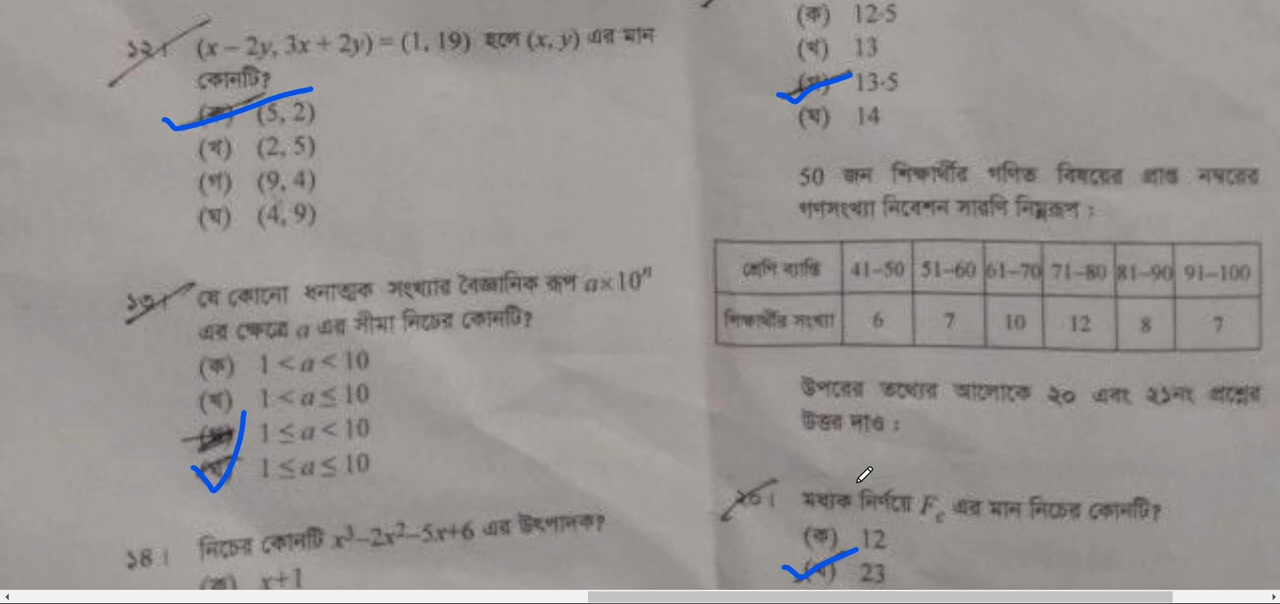 ১২। (x – 2y, 3x + 2y) = (1, 19) হলে (x, y) এর মান
কোনটি?
(ক) (5, 2)
(খ) (2, 5)
(গ) (9, 4)
(ঘ) (4, 9)
১৩। যে কোনো ধনাত্মক সংখ্যার বৈজ্ঞানিক রূপ a×10ⁿ
এর ক্ষেত্রে a এর সীমা নিচের কোনটি?
(ক) 1 < a < 10
(খ) 1 < a ≤ 10
(গ) 1 ≤ a < 10
(ঘ) 1 ≤ a ≤ 10
১৪। নিচের কোনটি x³–2x²–5x+6 এর উৎপাদক?
(ক) x+1
(ক) 12·5
(খ) 13
(গ) 13·5
(ঘ) 14
50 জন শিক্ষার্থীর গণিত বিষয়ের প্রাপ্ত নম্বরের
গণসংখ্যা নিবেশন সারণি নিম্নরূপ :
শ্রেণি ব্যাপ্তি 41–50 51–60 61–70 71–80 81–90 91–100
শিক্ষার্থীর সংখ্যা 6 7 10 12 8 7
উপরের তথ্যের আলোকে ২০ এবং ২১নং প্রশ্নের
উত্তর দাও :
২০। মধ্যক নির্ণয়ে F_c এর মান নিচের কোনটি?
(ক) 12
(খ) 23